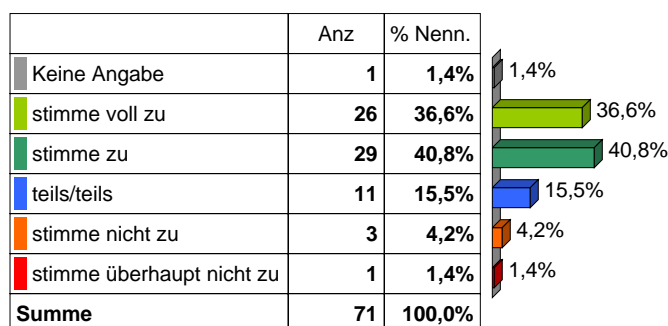 Anz % Nenn.
Keine Angabe 1 1,4% 1,4%
stimme voll zu 26 36,6% 36,6%
stimme zu 29 40,8% 40,8%
teils/teils 11 15,5% 15,5%
stimme nicht zu 3 4,2% 4,2%
stimme überhaupt nicht zu 1 1,4% 1,4%
Summe 71 100,0%